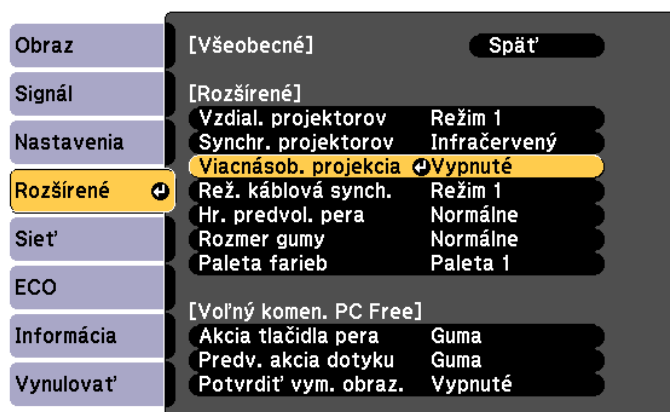 Obraz
Signál
Nastavenia
Rozšírené
Sieť
ECO
Informácia
Vynulovať
[Všeobecné] Späť
[Rozšírené]
Vzdial. projektorov Režim 1
Synchr. projektorov Infračervený
Viacnásob. projekcia Vypnuté
Rež. káblová synch. Režim 1
Hr. predvol. pera Normálne
Rozmer gumy Normálne
Paleta farieb Paleta 1
[Voľný komen. PC Free]
Akcia tlačidla pera Guma
Predv. akcia dotyku Guma
Potvrdiť vym. obraz. Vypnuté